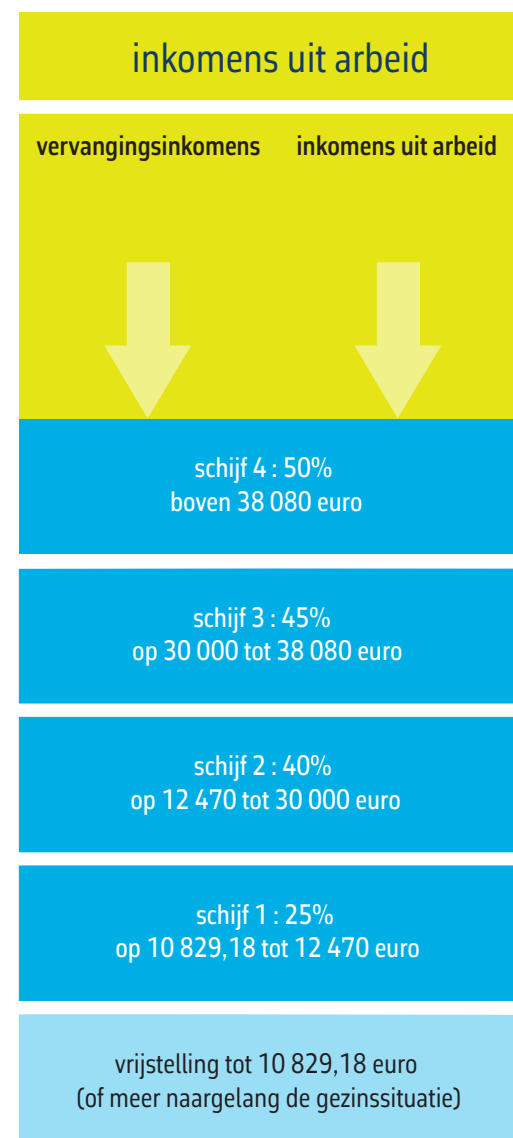 inkomens uit arbeid
vervangingsinkomens inkomens uit arbeid
schijf 4 : 50%
boven 38 080 euro
schijf 3 : 45%
op 30 000 tot 38 080 euro
schijf 2 : 40%
op 12 470 tot 30 000 euro
schijf 1 : 25%
op 10 829,18 tot 12 470 euro
vrijstelling tot 10 829,18 euro
(of meer naargelang de gezinssituatie)